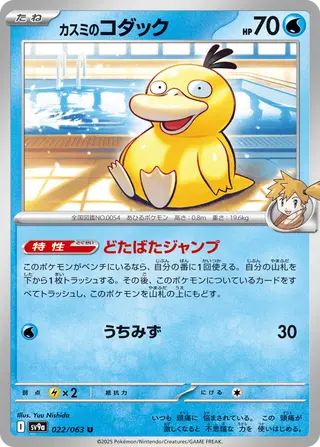 たね
カスミのコダック
HP 70
全国図鑑NO.0054 あひるポケモン 高さ:0.8m 重さ:19.6kg
特性 どたばたジャンプ
このポケモンがベンチにいるなら、自分の番に1回使える。自分の山札を
下から1枚トラッシュする。その後、このポケモンについているカードをす
べてトラッシュし、このポケモンを山札の上にもどす。
うちみず 30
弱点 ×2 抵抗力 にげる
Illus. Yuu Nishida
I sv9a 022/063 U
いつも 頭痛に 悩まされている。この 頭痛が
激しくなると 不思議な 力を 使いはじめる。
©2025 Pokémon/Nintendo/Creatures/GAME FREAK.